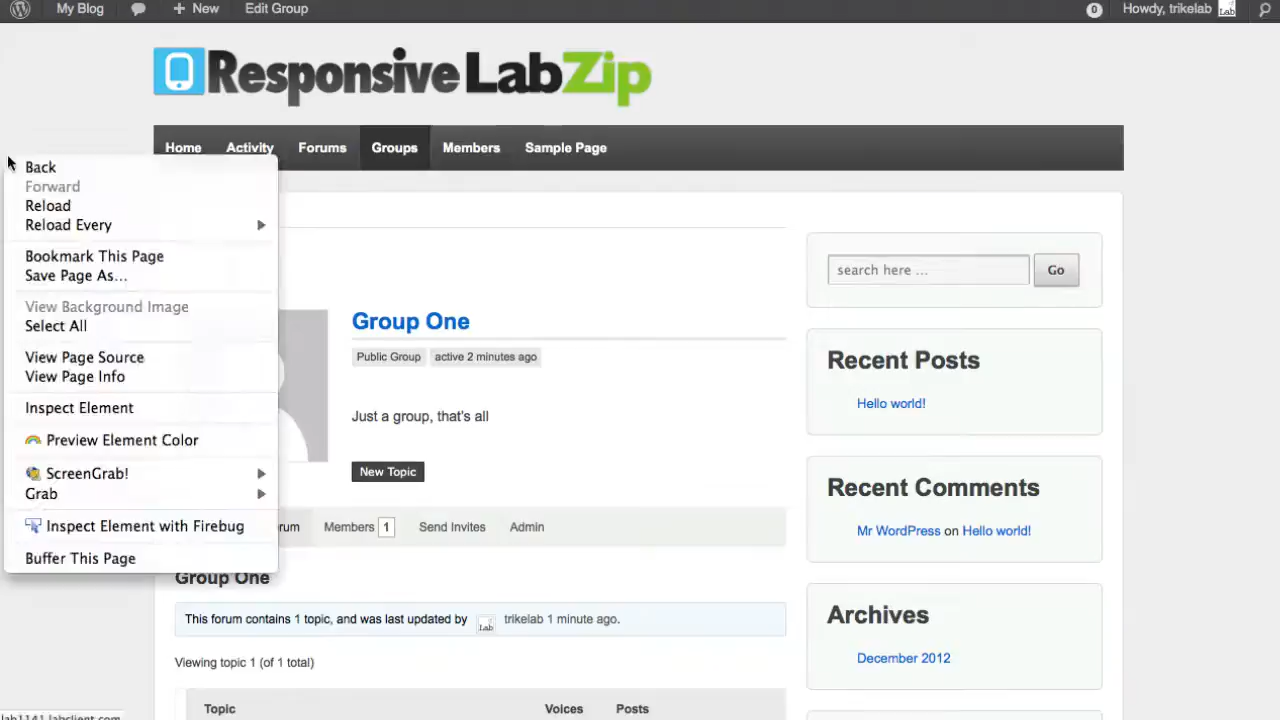 My Blog
New
Edit Group
0
Howdy, trikelab
Lab
Responsive LabZip
Home
Activity
Forums
Groups
Members
Sample Page
Back
Forward
Reload
Reload Every
Bookmark This Page
Save Page As...
View Background Image
Select All
View Page Source
View Page Info
Inspect Element
Preview Element Color
ScreenGrab!
Grab
Inspect Element with Firebug
Buffer This Page
Group One
Public Group
active 2 minutes ago
Just a group, that's all
New Topic
Members 1
Send Invites
Admin
Group One
This forum contains 1 topic, and was last updated by Lab trikelab 1 minute ago.
Viewing topic 1 (of 1 total)
Topic
Voices
Posts
search here ...
Go
Recent Posts
Hello world!
Recent Comments
Mr WordPress on Hello world!
Archives
December 2012